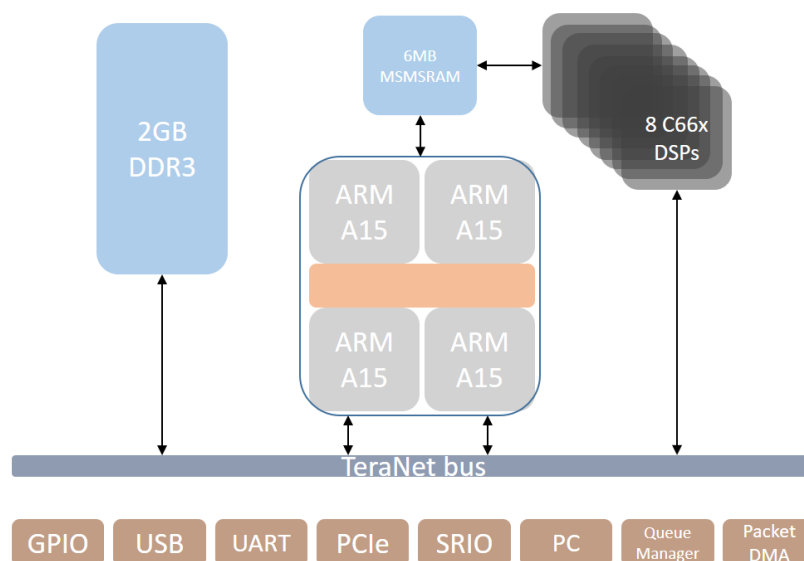 6MB
MSMSRAM
2GB
DDR3
8 C66x
DSPs
ARM
A15
ARM
A15
ARM
A15
ARM
A15
TeraNet bus
GPIO
USB
UART
PCIe
SRIO
PC
Queue
Manager
Packet
DMA